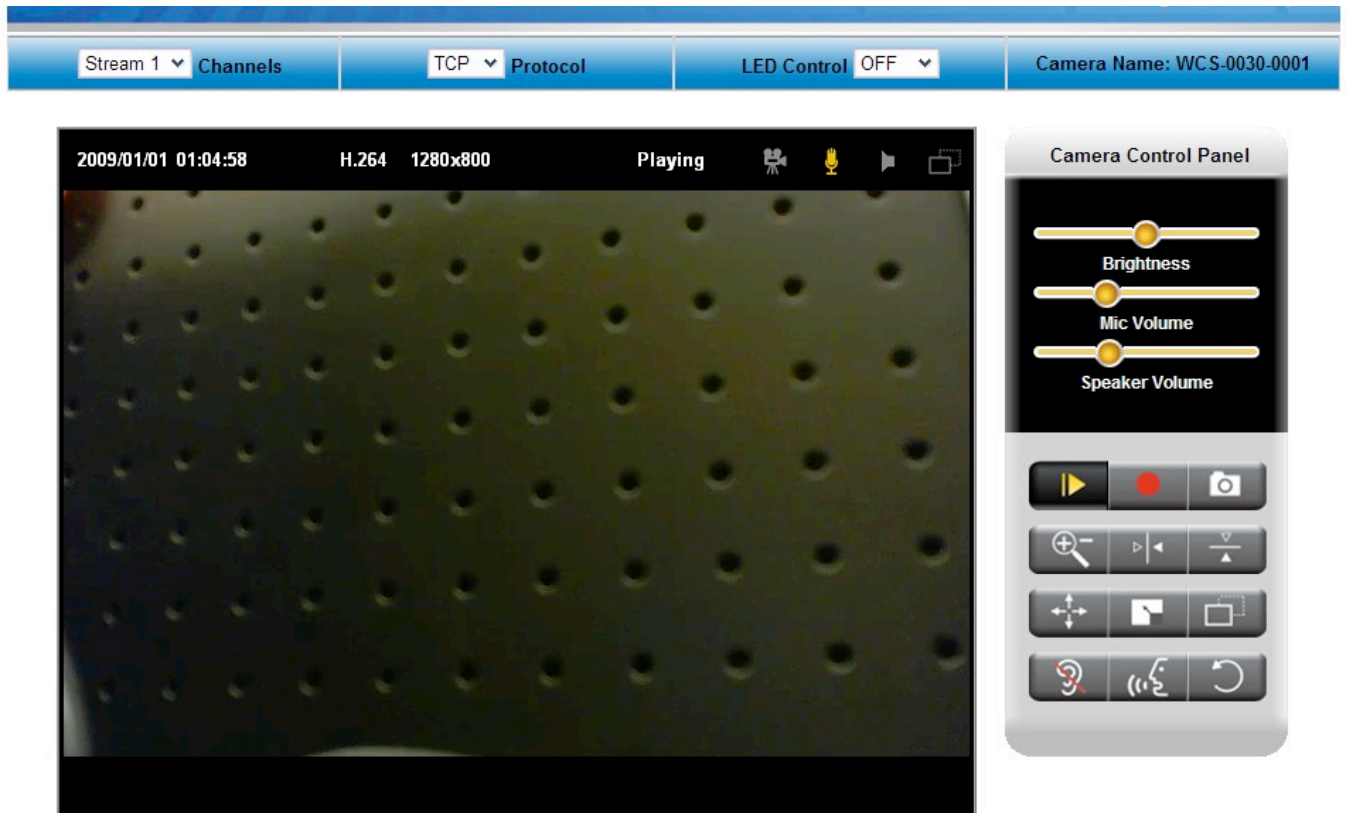 Stream 1 Channels
TCP Protocol
LED Control OFF
Camera Name: WCS-0030-0001
2009/01/01 01:04:58 H.264 1280x800 Playing
Camera Control Panel
Brightness
Mic Volume
Speaker Volume